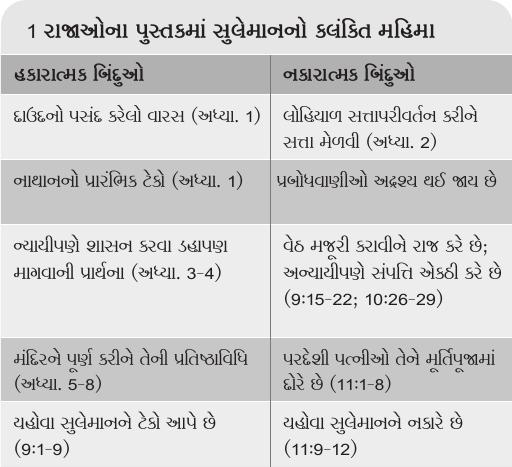 1 રાજાઓના પુસ્તકમાં સુલેમાનનો કલંકિત મહિમા
હકારાત્મક બિંદુઓ
નકારાત્મક બિંદુઓ
દાઉદનો પસંદ કરેલો વારસ (અધ્યા. 1)
લોહિયાળ સત્તાપરીવર્તન કરીને
સત્તા મેળવી (અધ્યા. 2)
નાથાનનો પ્રારંભિક ટેકો (અધ્યા. 1)
પ્રબોધવાણીઓ અદ્રશ્ય થઈ જાય છે
ન્યાયીપણે શાસન કરવા ડહાપણ
માગવાની પ્રાર્થના (અધ્યા. 3-4)
વેઠ મજૂરી કરાવીને રાજ કરે છે;
અન્યાયીપણે સંપત્તિ એકઠી કરે છે
(9:15-22; 10:26-29)
મંદિરને પૂર્ણ કરીને તેની પ્રતિષ્ઠાવિધિ
(અધ્યા. 5-8)
પરદેશી પત્નીઓ તેને મૂર્તિપૂજામાં
દોરે છે (11:1-8)
યહોવા સુલેમાનને ટેકો આપે છે
(9:1-9)
યહોવા સુલેમાનને નકારે છે
(11:9-12)